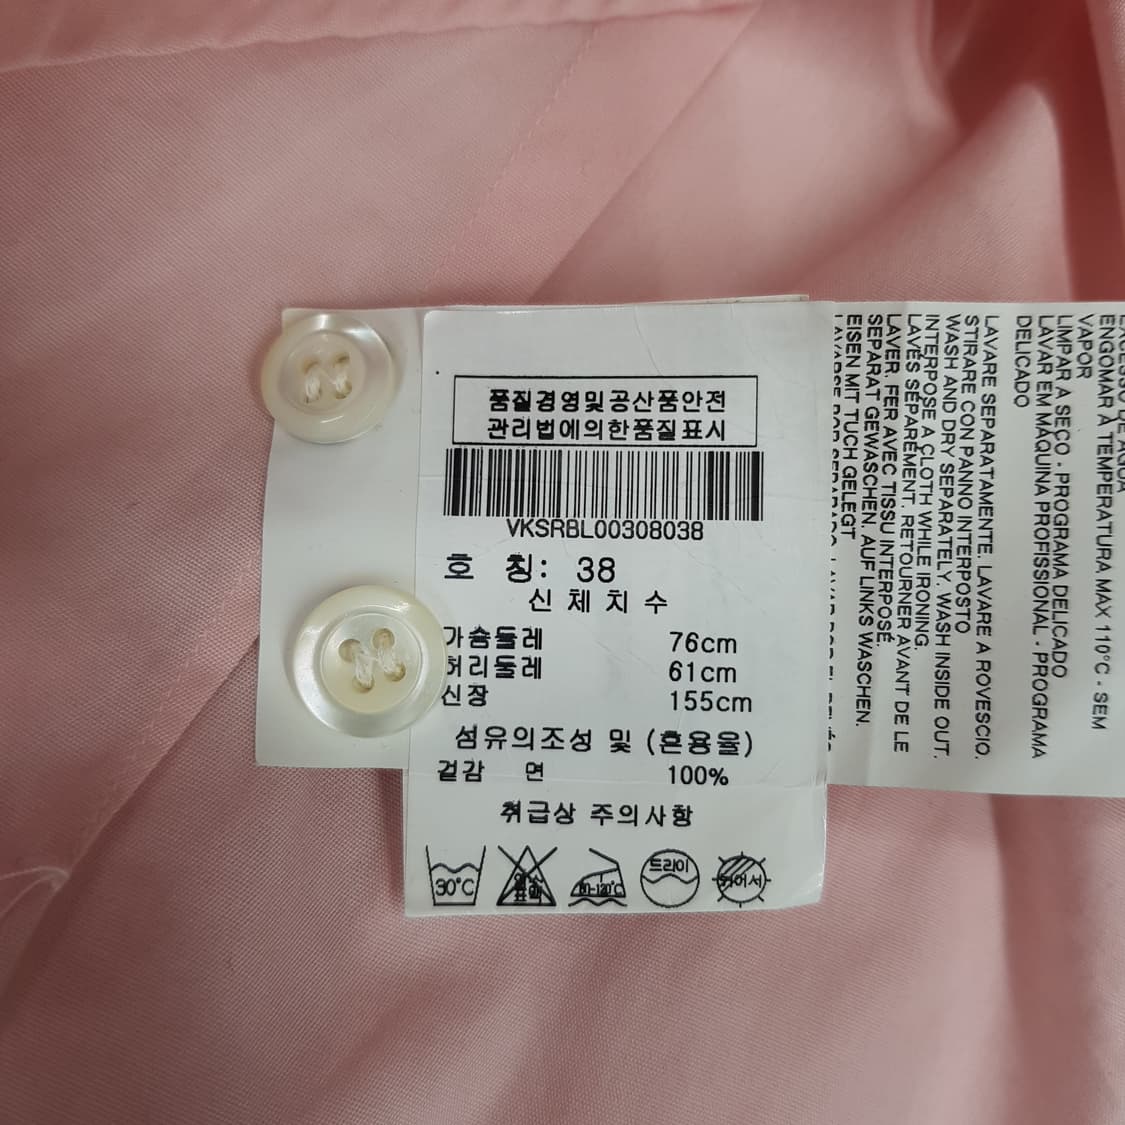 품질경영및공산품안전
관리법에의한품질표시
VKSRBL00308038
호 칭: 38
신 체 치 수
가슴둘레 76cm
허리둘레 61cm
신장 155cm
섬유의조성 및 (혼용율)
겉감 면 100%
취급상 주의사항
30°C
드라이
뉘어서
LAVARE SEPARATAMENTE. LAVARE A ROVESCIO.
STIRARE CON PANNO INTERPOSTO
WASH AND DRY SEPARATELY. WASH INSIDE OUT.
INTERPOSE A CLOTH WHILE IRONING.
LAVÉS SÉPARÉMENT. RETOURNER AVANT DE LE
LAVER. FER AVEC TISSU INTERPOSÉ.
SEPARAT GEWASCHEN. AUF LINKS WASCHEN.
EISEN MIT TUCH GELEGT
ENGOMAR À TEMPERATURA MAX 110°C - SEM
VAPOR
LIMPAR A SECO - PROGRAMA DELICADO
LAVAR EM MÁQUINA PROFISSIONAL - PROGRAMA
DELICADO